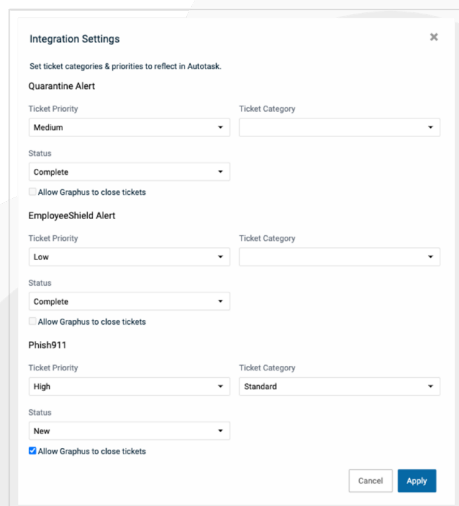 Integration Settings
Set ticket categories & priorities to reflect in Autotask.
Quarantine Alert
Ticket Priority Ticket Category
Medium
Status
Complete
Allow Graphus to close tickets
EmployeeShield Alert
Ticket Priority Ticket Category
Low
Status
Complete
Allow Graphus to close tickets
Phish911
Ticket Priority Ticket Category
High Standard
Status
New
Allow Graphus to close tickets
Cancel Apply